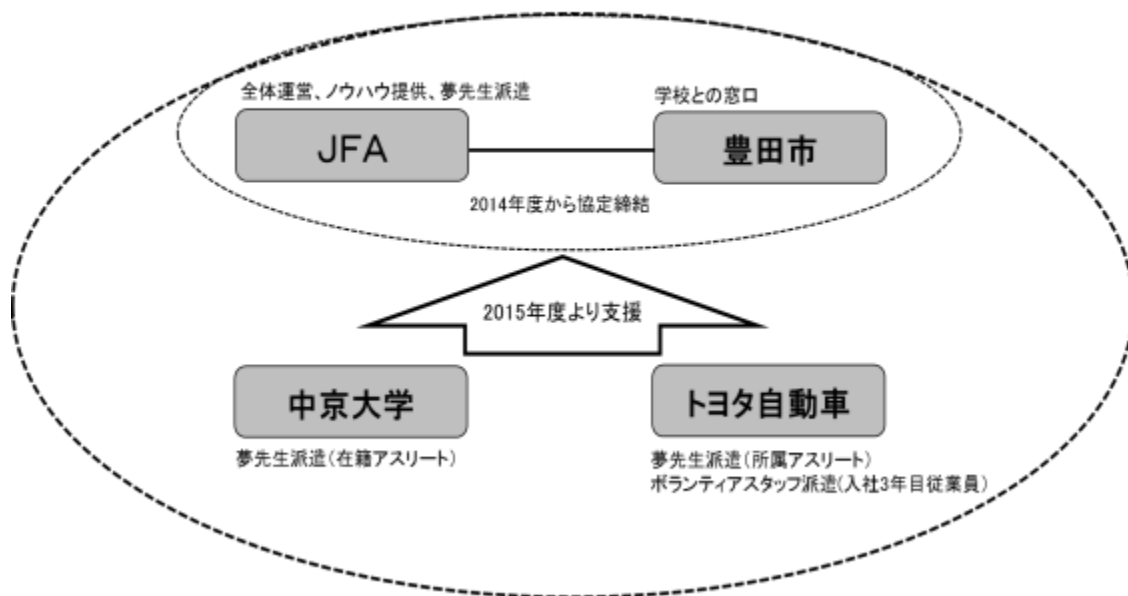 全体運営、ノウハウ提供、夢先生派遣
学校との窓口
JFA
豊田市
2014年度から協定締結
2015年度より支援
中京大学
トヨタ自動車
夢先生派遣(在籍アスリート)
夢先生派遣(所属アスリート)
ボランティアスタッフ派遣(入社3年目従業員)